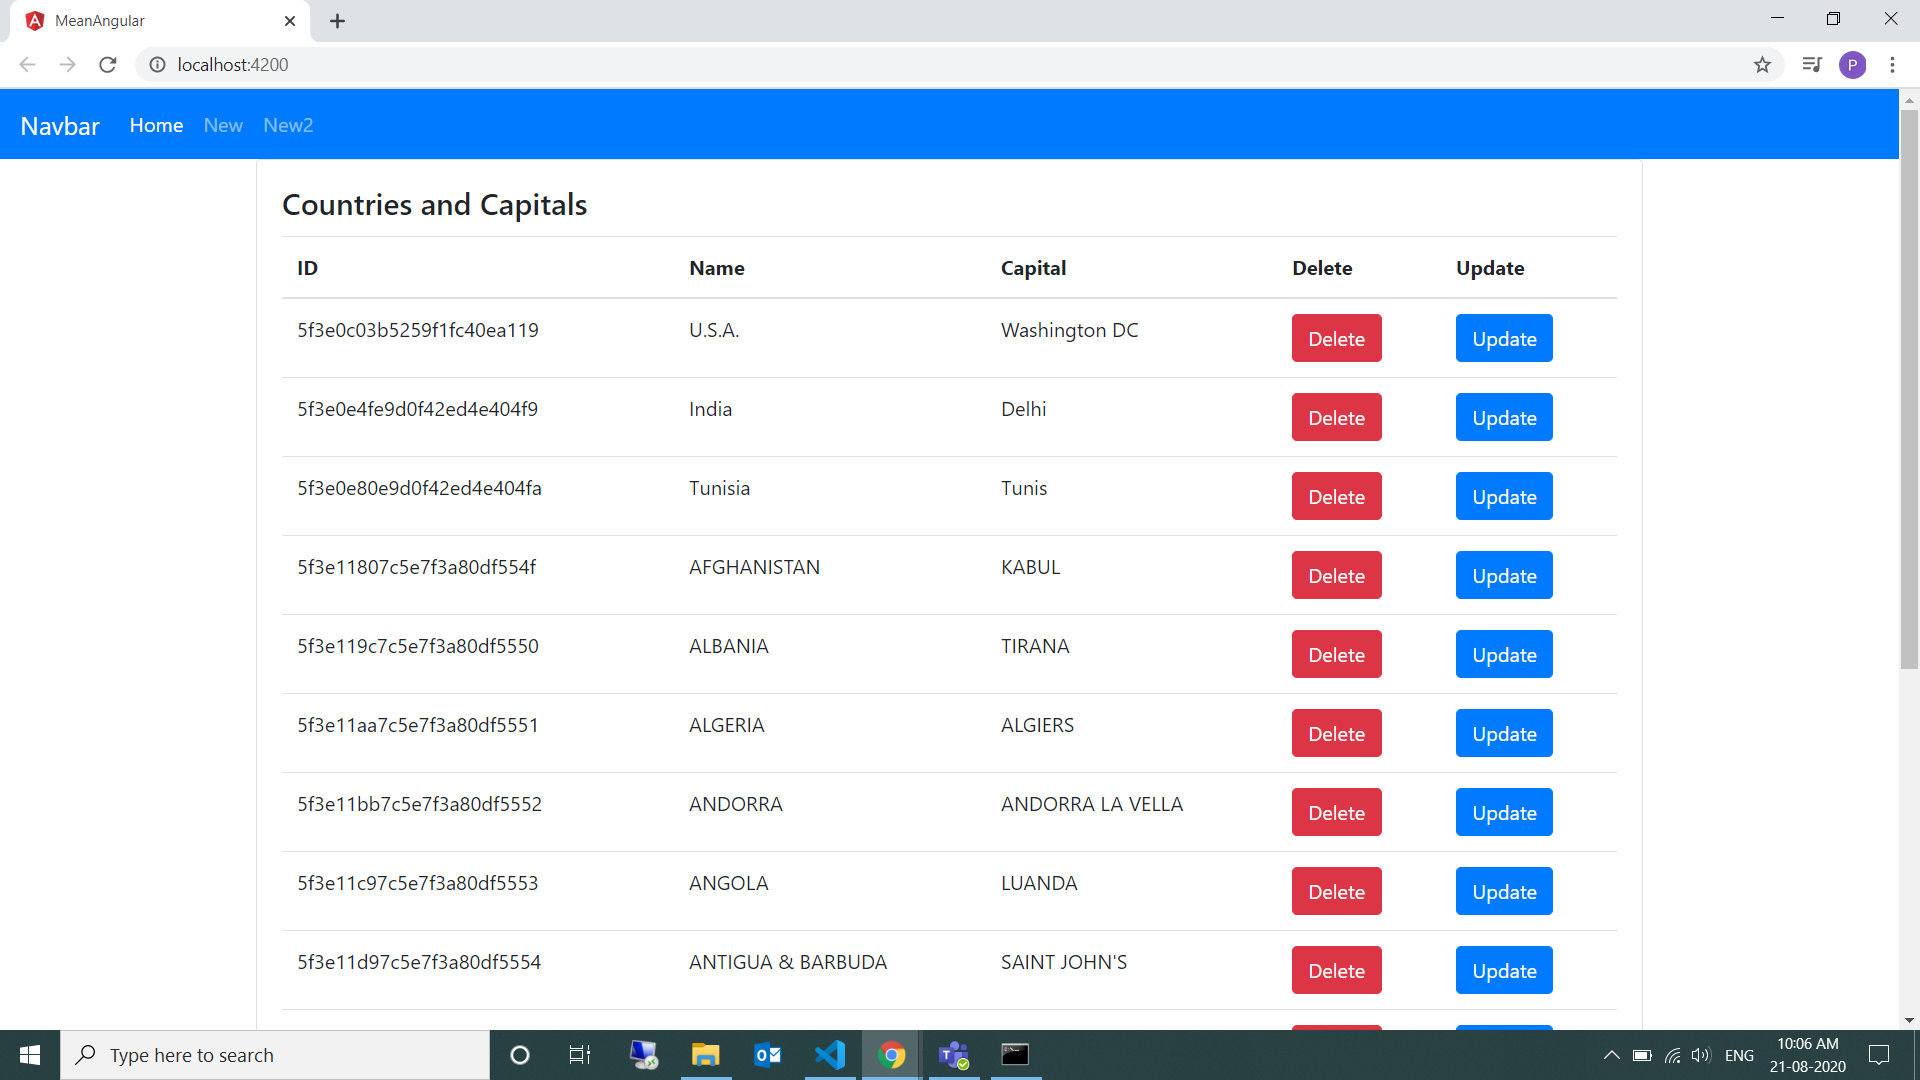 MeanAngular
localhost:4200
P
Navbar Home New New2
Countries and Capitals
ID Name Capital Delete Update
5f3e0c03b5259f1fc40ea119 U.S.A. Washington DC Delete Update
5f3e0e4fe9d0f42ed4e404f9 India Delhi Delete Update
5f3e0e80e9d0f42ed4e404fa Tunisia Tunis Delete Update
5f3e11807c5e7f3a80df554f AFGHANISTAN KABUL Delete Update
5f3e119c7c5e7f3a80df5550 ALBANIA TIRANA Delete Update
5f3e11aa7c5e7f3a80df5551 ALGERIA ALGIERS Delete Update
5f3e11bb7c5e7f3a80df5552 ANDORRA ANDORRA LA VELLA Delete Update
5f3e11c97c5e7f3a80df5553 ANGOLA LUANDA Delete Update
5f3e11d97c5e7f3a80df5554 ANTIGUA & BARBUDA SAINT JOHN'S Delete Update
Type here to search
ENG
10:06 AM
21-08-2020